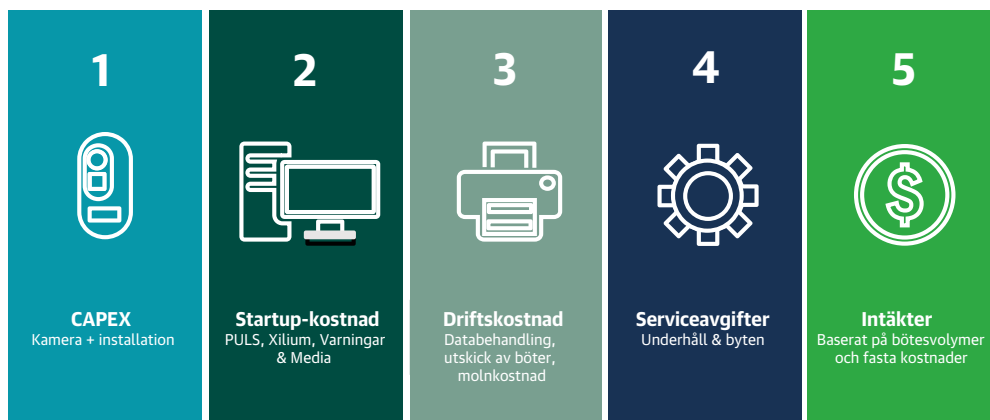 1
CAPEX
Kamera + installation
2
Startup-kostnad
PULS, Xilium, Varningar
& Media
3
Driftskostnad
Databehandling,
utskick av böter,
molnkostnad
4
Serviceavgifter
Underhåll & byten
5
$
Intäkter
Baserat på bötesvolymer
och fasta kostnader